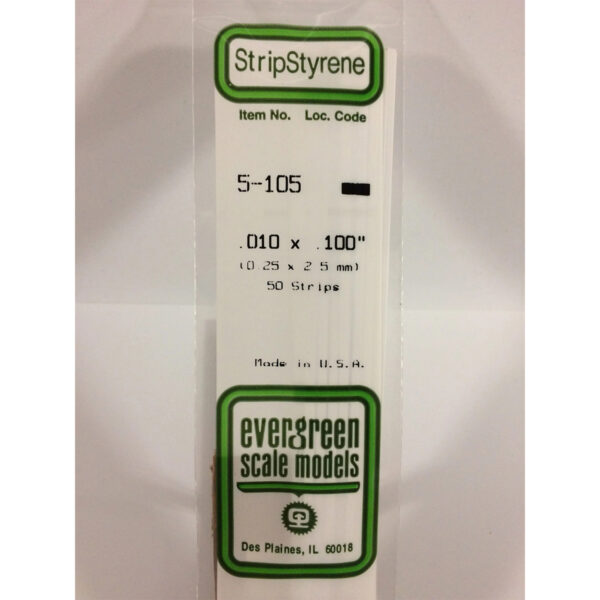 StripStyrene
Item No. Loc. Code
5-105
.010 x .100"
(0.25 x 2.5 mm)
50 Strips
Made in U.S.A.
evergreen
scale models
Des Plaines, IL 60018